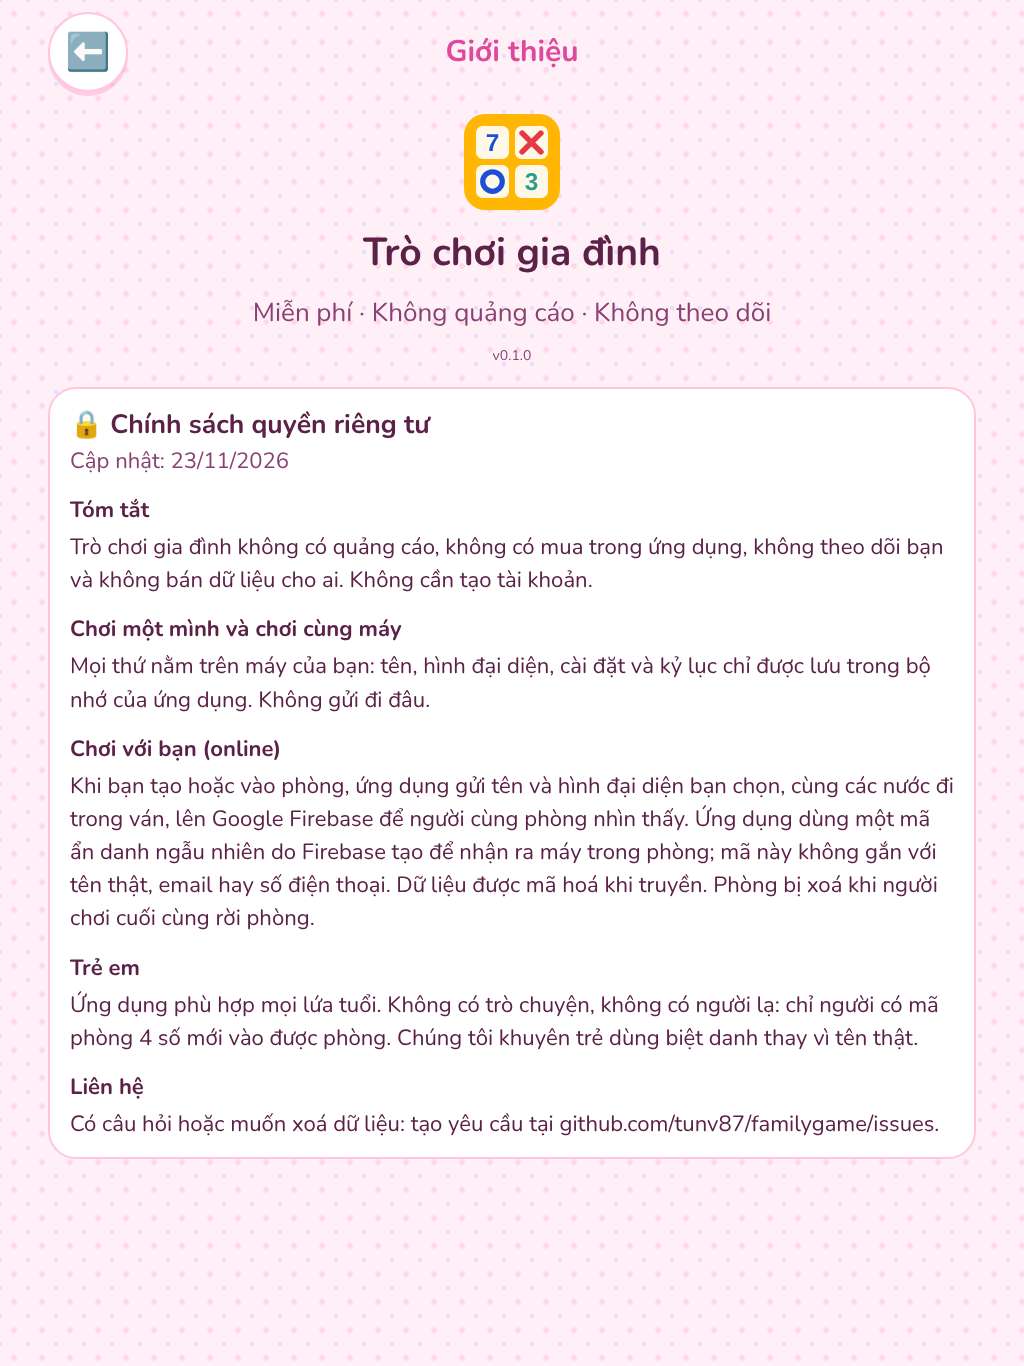 Giới thiệu
7
3
Trò chơi gia đình
Miễn phí · Không quảng cáo · Không theo dõi
v0.1.0
Chính sách quyền riêng tư
Cập nhật: 23/11/2026
Tóm tắt
Trò chơi gia đình không có quảng cáo, không có mua trong ứng dụng, không theo dõi bạn
và không bán dữ liệu cho ai. Không cần tạo tài khoản.
Chơi một mình và chơi cùng máy
Mọi thứ nằm trên máy của bạn: tên, hình đại diện, cài đặt và kỷ lục chỉ được lưu trong bộ
nhớ của ứng dụng. Không gửi đi đâu.
Chơi với bạn (online)
Khi bạn tạo hoặc vào phòng, ứng dụng gửi tên và hình đại diện bạn chọn, cùng các nước đi
trong ván, lên Google Firebase để người cùng phòng nhìn thấy. Ứng dụng dùng một mã
ẩn danh ngẫu nhiên do Firebase tạo để nhận ra máy trong phòng; mã này không gắn với
tên thật, email hay số điện thoại. Dữ liệu được mã hoá khi truyền. Phòng bị xoá khi người
chơi cuối cùng rời phòng.
Trẻ em
Ứng dụng phù hợp mọi lứa tuổi. Không có trò chuyện, không có người lạ: chỉ người có mã
phòng 4 số mới vào được phòng. Chúng tôi khuyên trẻ dùng biệt danh thay vì tên thật.
Liên hệ
Có câu hỏi hoặc muốn xoá dữ liệu: tạo yêu cầu tại github.com/tunv87/familygame/issues.